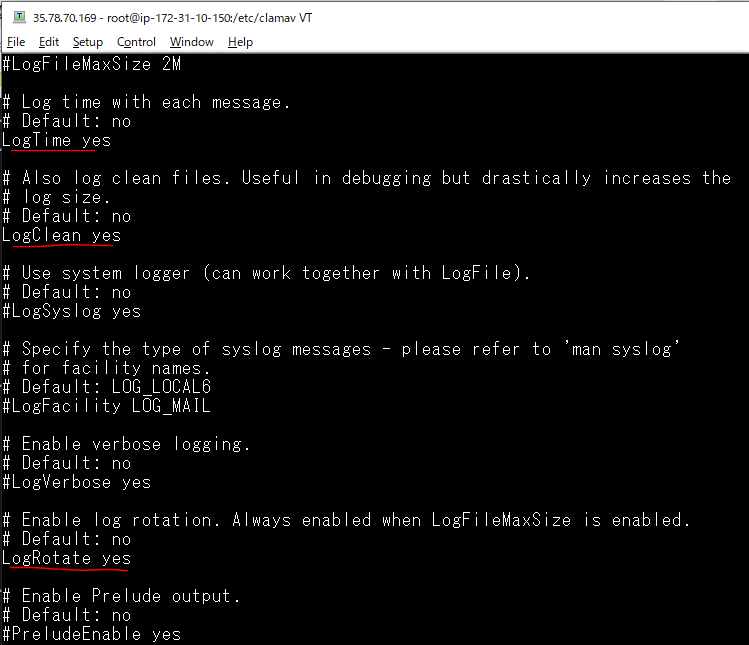 35.78.70.169 - root@ip-172-31-10-150:/etc/clamav VT
File Edit Setup Control Window Help
#LogFileMaxSize 2M
# Log time with each message.
# Default: no
LogTime yes
# Also log clean files. Useful in debugging but drastically increases the
# log size.
# Default: no
LogClean yes
# Use system logger (can work together with LogFile).
# Default: no
#LogSyslog yes
# Specify the type of syslog messages - please refer to 'man syslog'
# for facility names.
# Default: LOG_LOCAL6
#LogFacility LOG_MAIL
# Enable verbose logging.
# Default: no
#LogVerbose yes
# Enable log rotation. Always enabled when LogFileMaxSize is enabled.
# Default: no
LogRotate yes
# Enable Prelude output.
# Default: no
#PreludeEnable yes